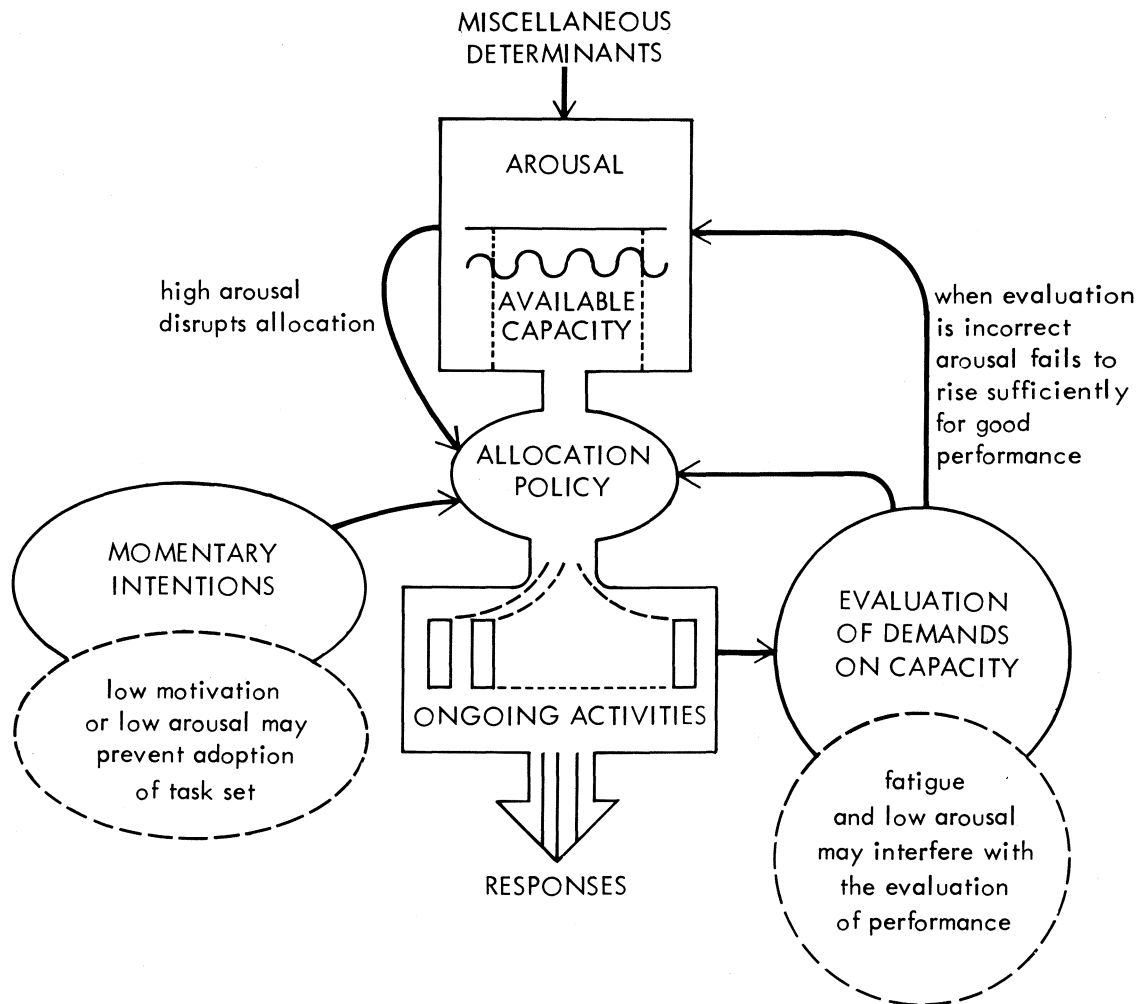 MISCELLANEOUS
DETERMINANTS
AROUSAL
AVAILABLE
CAPACITY
high arousal
disrupts allocation
when evaluation
is incorrect
arousal fails to
rise sufficiently
for good
performance
ALLOCATION
POLICY
MOMENTARY
INTENTIONS
low motivation
or low arousal may
prevent adoption
of task set
ONGOING ACTIVITIES
EVALUATION
OF DEMANDS
ON CAPACITY
fatigue
and low arousal
may interfere with
the evaluation
of performance
RESPONSES